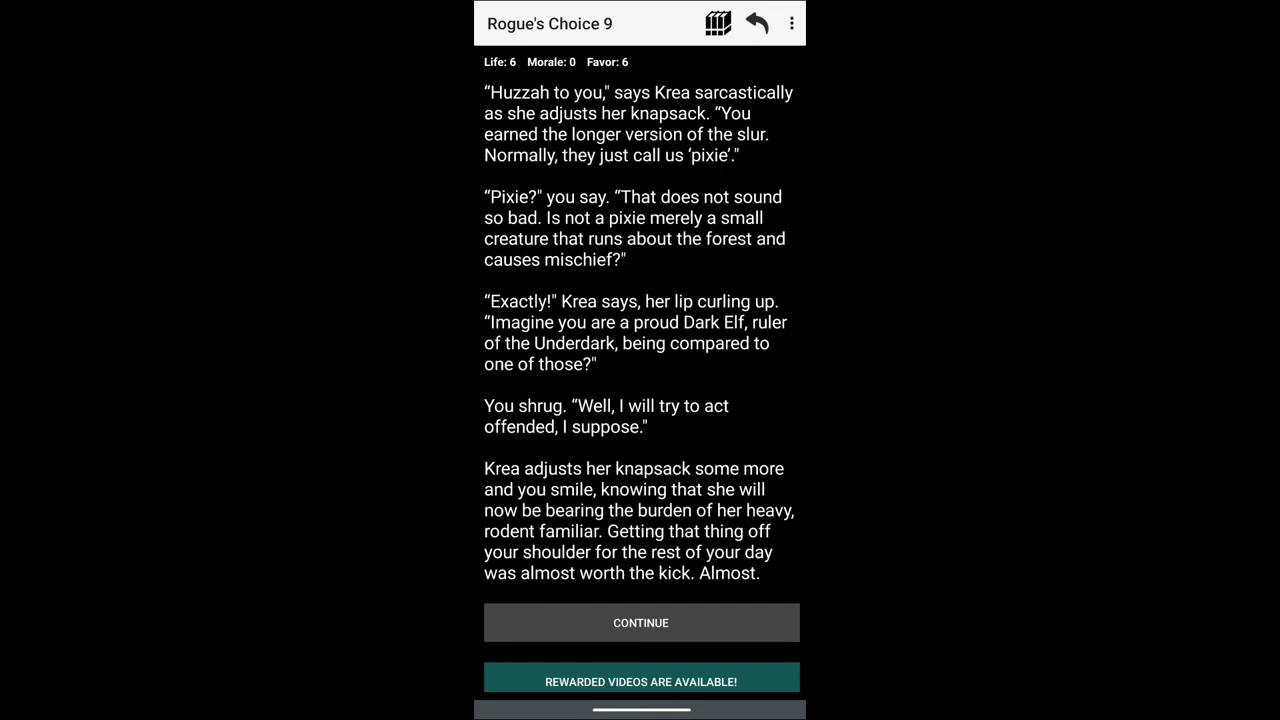 Rogue's Choice 9
Life: 6 Morale: 0 Favor: 6
“Huzzah to you," says Krea sarcastically
as she adjusts her knapsack. “You
earned the longer version of the slur.
Normally, they just call us ‘pixie’."
“Pixie?" you say. “That does not sound
so bad. Is not a pixie merely a small
creature that runs about the forest and
causes mischief?"
“Exactly!" Krea says, her lip curling up.
“Imagine you are a proud Dark Elf, ruler
of the Underdark, being compared to
one of those?"
You shrug. “Well, I will try to act
offended, I suppose."
Krea adjusts her knapsack some more
and you smile, knowing that she will
now be bearing the burden of her heavy,
rodent familiar. Getting that thing off
your shoulder for the rest of your day
was almost worth the kick. Almost.
CONTINUE
REWARDED VIDEOS ARE AVAILABLE!